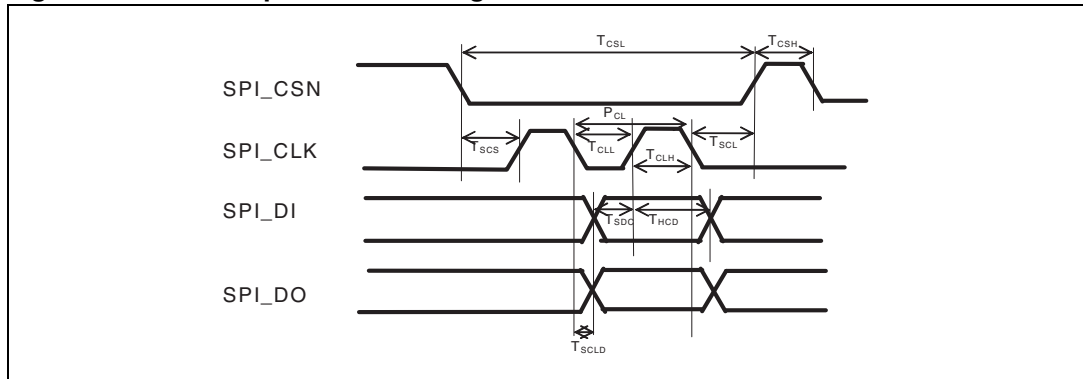 T_CSL T_CSH
SPI_CSN
P_CL
SPI_CLK T_SCS T_CLL T_CLH T_SCL
SPI_DI T_SDC T_HCD
SPI_DO
T_SCLD